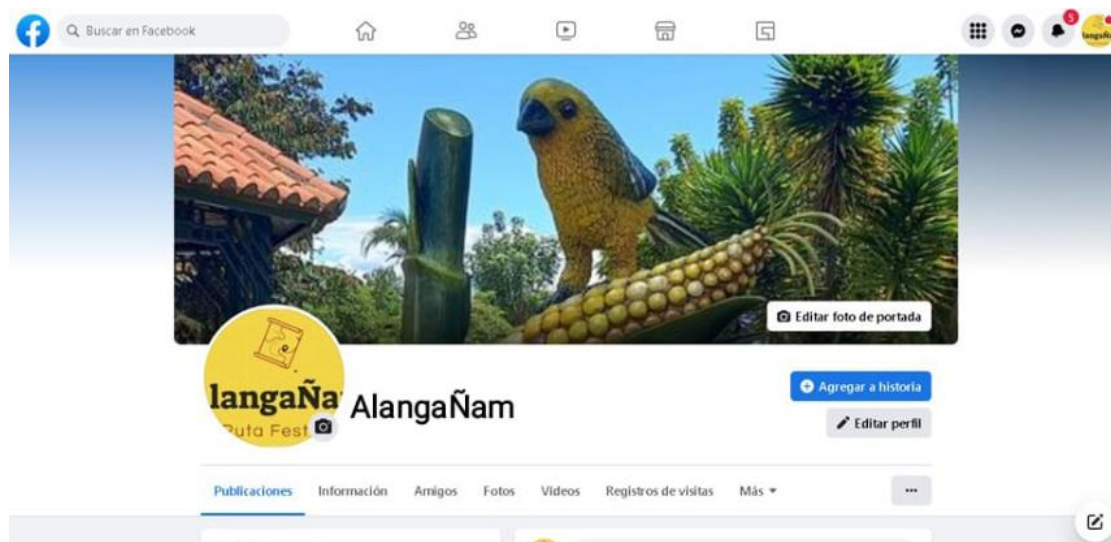 Buscar en Facebook
5
Editar foto de portada
langaÑa
Ruta Fest
AlangaÑam
Agregar a historia
Editar perfil
Publicaciones Información Amigos Fotos Videos Registros de visitas Más